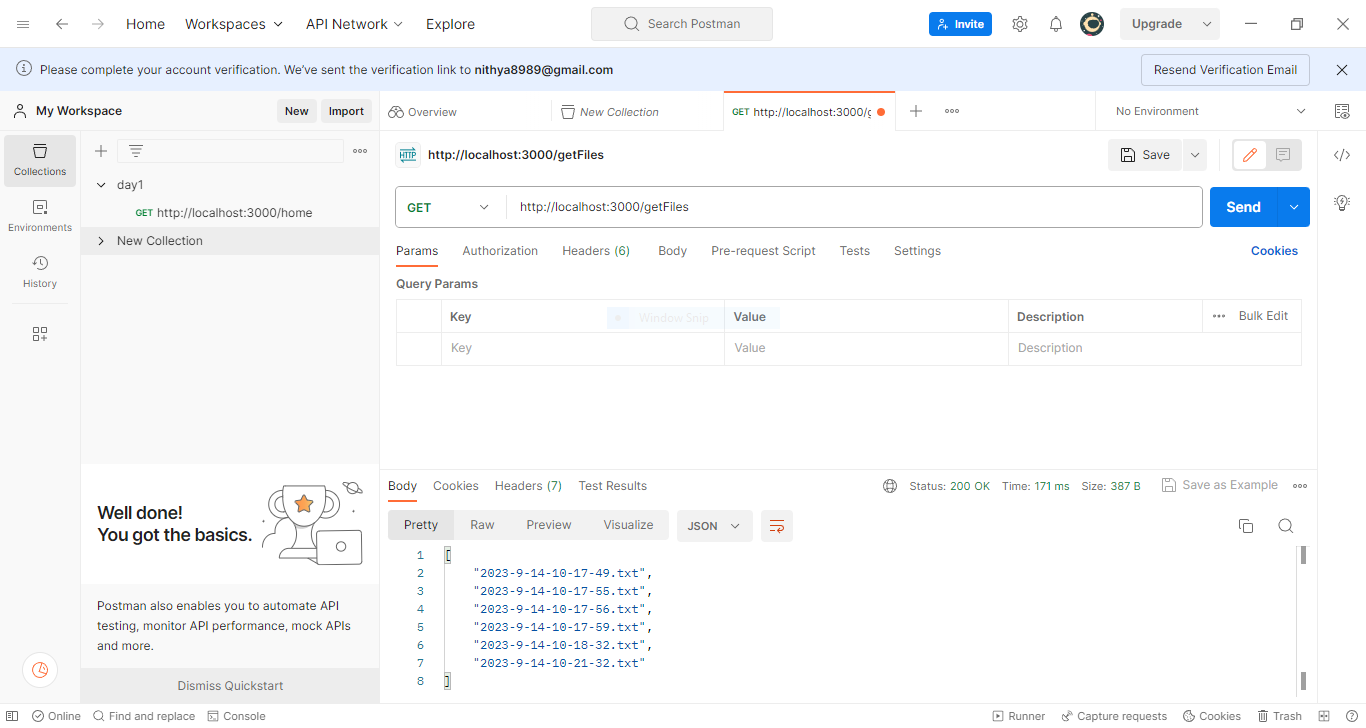 Home Workspaces API Network Explore Search Postman Invite Upgrade
Please complete your account verification. We've sent the verification link to nithya8989@gmail.com Resend Verification Email
My Workspace New Import Overview New Collection GET http://localhost:3000/g No Environment
Collections
Environments
History
day1
GET http://localhost:3000/home
New Collection
Well done!
You got the basics.
Postman also enables you to automate API
testing, monitor API performance, mock APIs
and more.
Dismiss Quickstart
HTTP http://localhost:3000/getFiles Save
GET http://localhost:3000/getFiles Send
Params Authorization Headers (6) Body Pre-request Script Tests Settings Cookies
Query Params
Key Window Snip Value Description Bulk Edit
Key Value Description
Body Cookies Headers (7) Test Results Status: 200 OK Time: 171 ms Size: 387 B Save as Example
Pretty Raw Preview Visualize JSON
1 [
2 "2023-9-14-10-17-49.txt",
3 "2023-9-14-10-17-55.txt",
4 "2023-9-14-10-17-56.txt",
5 "2023-9-14-10-17-59.txt",
6 "2023-9-14-10-18-32.txt",
7 "2023-9-14-10-21-32.txt"
8 ]
Online Find and replace Console Runner Capture requests Cookies Trash